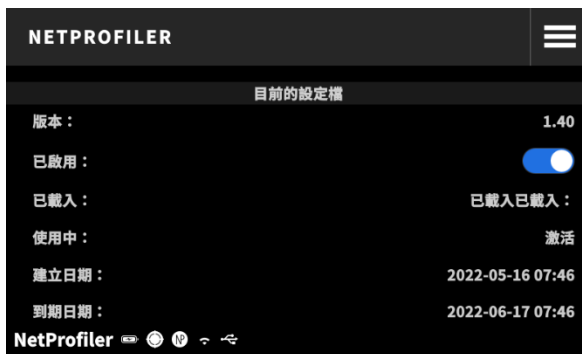 NETPROFILER
目前的設定檔
版本： 1.40
已啟用：
已載入： 已載入已載入：
使用中： 激活
建立日期： 2022-05-16 07:46
到期日期： 2022-06-17 07:46
NetProfiler